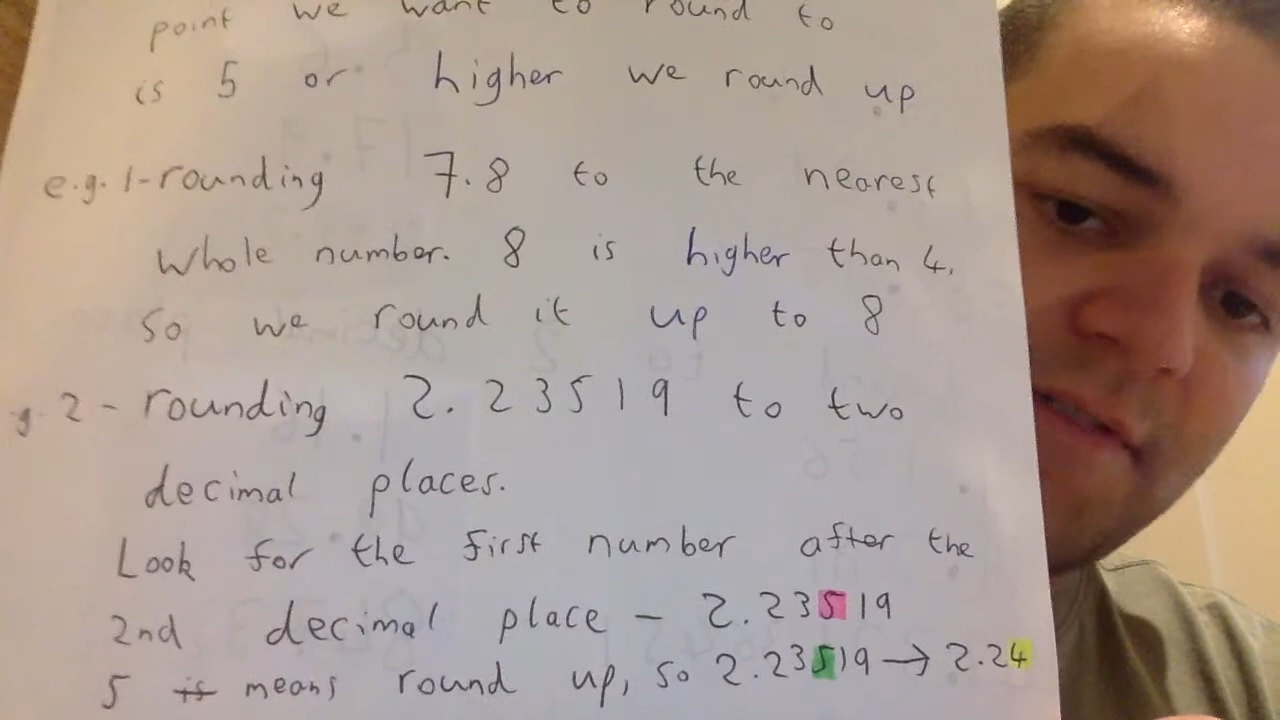 point we want to round to
is 5 or higher we round up
e.g. 1-rounding 7.8 to the nearest
whole number. 8 is higher than 4.
so we round it up to 8
g. 2 - rounding 2.23519 to two
decimal places.
Look for the first number after the
2nd decimal place - 2.23519
5 is means round up, so 2.23519 → 2.24